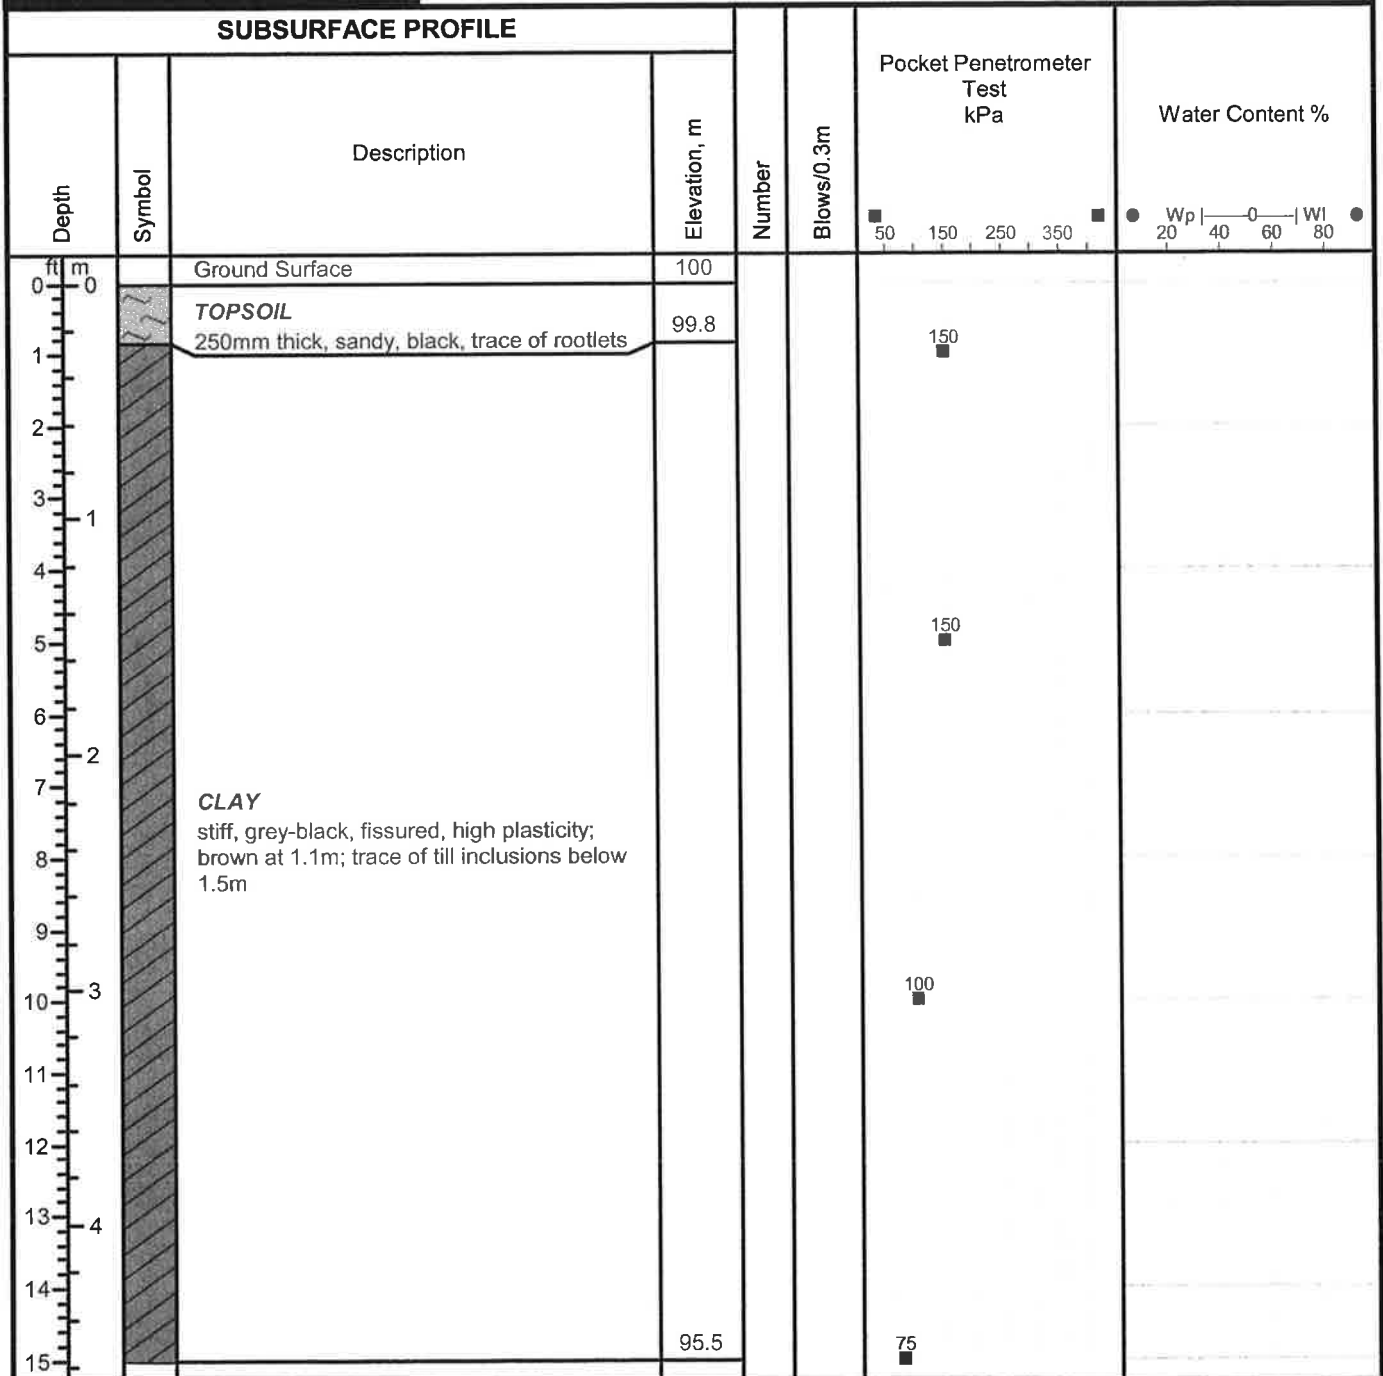 SUBSURFACE PROFILE
Depth
Symbol
Description
Elevation, m
Number
Blows/0.3m
Pocket Penetrometer
Test
kPa
50 150 250 350
Water Content %
Wp |——0——| Wl
20 40 60 80
ft m
Ground Surface
100
0 0
TOPSOIL
250mm thick, sandy, black, trace of rootlets
99.8
150
1
2
3
1
4
150
5
6
2
7
CLAY
stiff, grey-black, fissured, high plasticity;
brown at 1.1m; trace of till inclusions below
1.5m
8
9
100
10
3
11
12
13
4
14
95.5
75
15